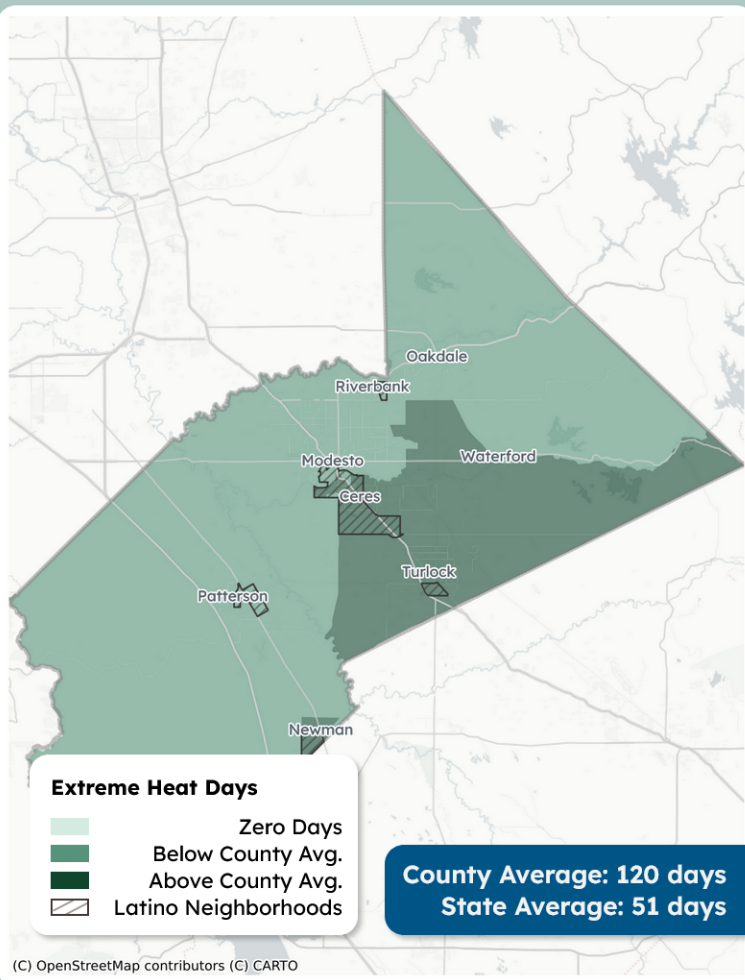 Oakdale
Riverbank
Modesto
Waterford
Ceres
Turlock
Patterson
Newman
Extreme Heat Days
Zero Days
Below County Avg.
Above County Avg.
Latino Neighborhoods
County Average: 120 days
State Average: 51 days
(C) OpenStreetMap contributors (C) CARTO